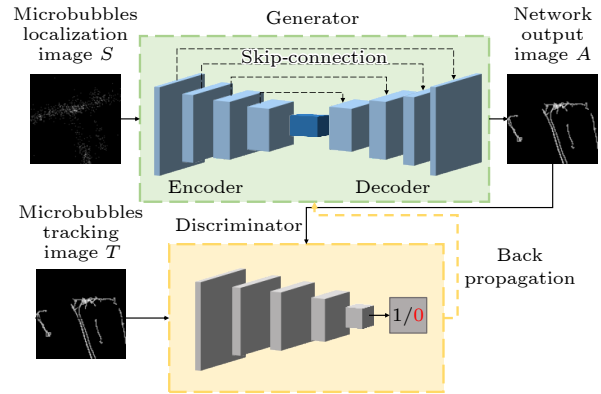 Microbubbles
localization
image S
Generator
Network
output
image A
Skip-connection
Encoder
Decoder
Microbubbles
tracking
image T
Discriminator
Back
propagation
1/0